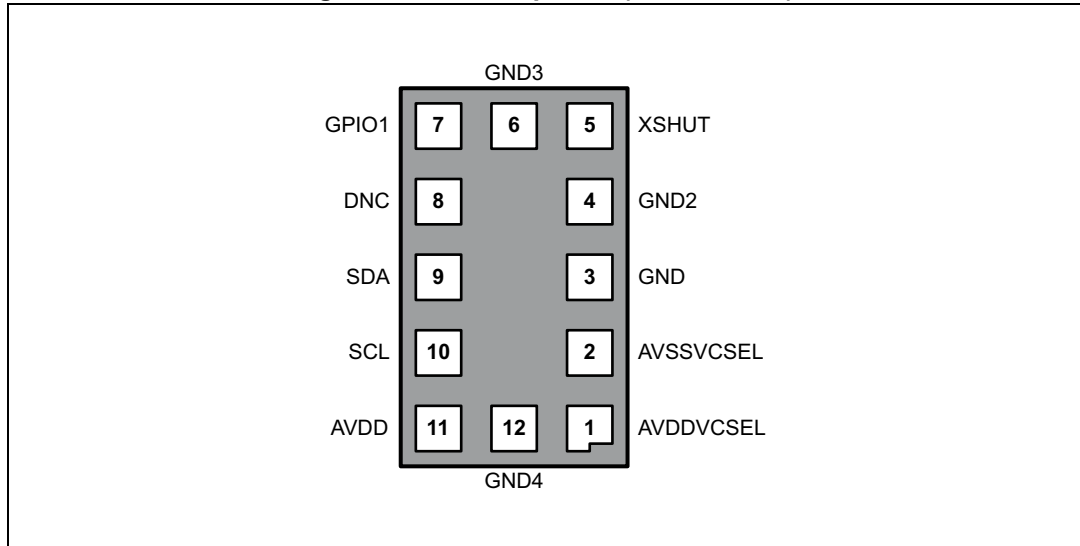 GND3
GPIO1 7 6 5 XSHUT
DNC 8 4 GND2
SDA 9 3 GND
SCL 10 2 AVSSVCSEL
AVDD 11 12 1 AVDDVCSEL
GND4